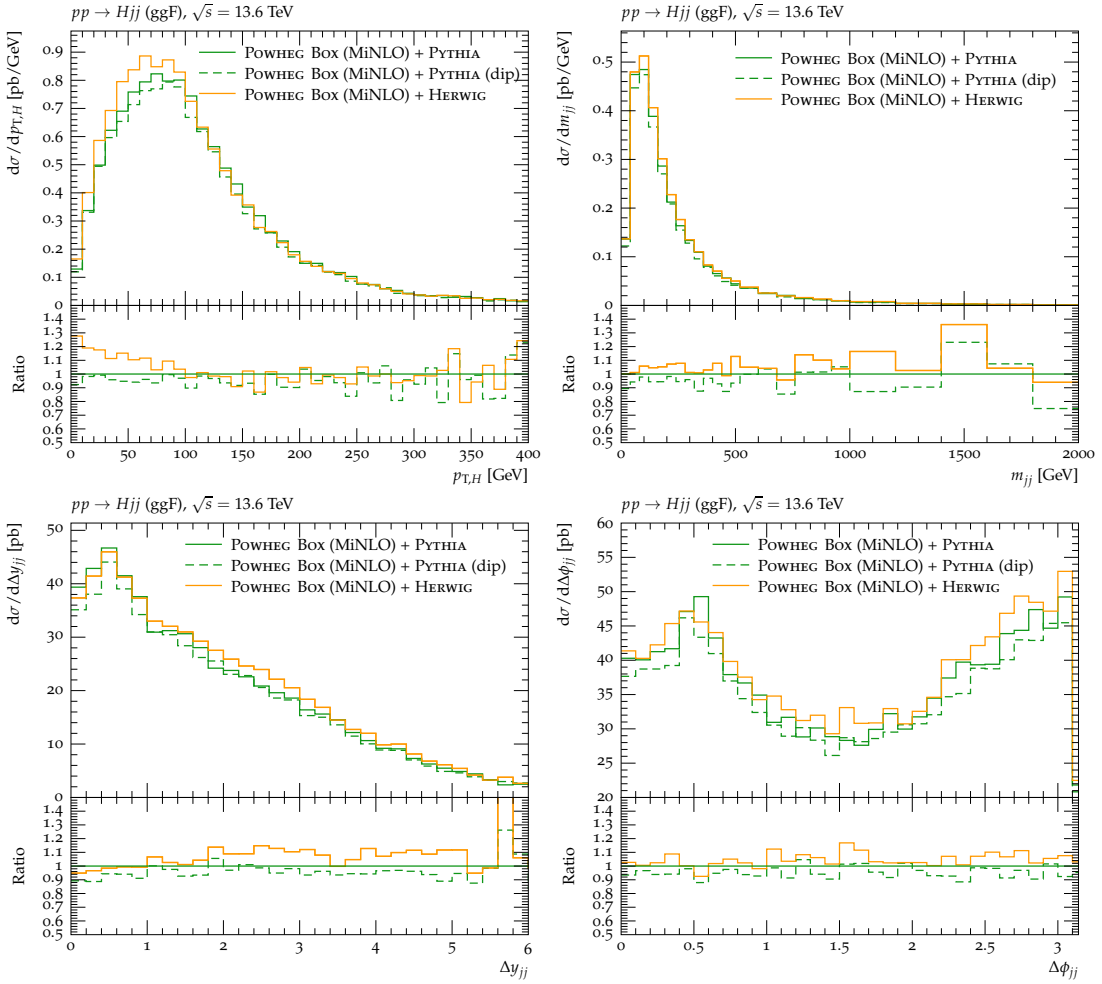 pp → Hjj (ggF), √s = 13.6 TeV
dσ/dp_T,H [pb/GeV]
POWHEG BOX (MiNLO) + PYTHIA
POWHEG BOX (MiNLO) + PYTHIA (dip)
POWHEG BOX (MiNLO) + HERWIG
0.9
0.8
0.7
0.6
0.5
0.4
0.3
0.2
0.1
0
Ratio
1.4
1.3
1.2
1.1
1
0.9
0.8
0.7
0.6
0.5
0 50 100 150 200 250 300 350 400
p_T,H [GeV]
pp → Hjj (ggF), √s = 13.6 TeV
dσ/dm_jj [pb/GeV]
POWHEG BOX (MiNLO) + PYTHIA
POWHEG BOX (MiNLO) + PYTHIA (dip)
POWHEG BOX (MiNLO) + HERWIG
0.5
0.4
0.3
0.2
0.1
0
Ratio
1.4
1.3
1.2
1.1
1
0.9
0.8
0.7
0.6
0.5
0 500 1000 1500 2000
m_jj [GeV]
pp → Hjj (ggF), √s = 13.6 TeV
dσ/dΔy_jj [pb]
POWHEG BOX (MiNLO) + PYTHIA
POWHEG BOX (MiNLO) + PYTHIA (dip)
POWHEG BOX (MiNLO) + HERWIG
50
40
30
20
10
0
Ratio
1.4
1.3
1.2
1.1
1
0.9
0.8
0.7
0.6
0.5
0 1 2 3 4 5 6
Δy_jj
pp → Hjj (ggF), √s = 13.6 TeV
dσ/dΔϕ_jj [pb]
POWHEG BOX (MiNLO) + PYTHIA
POWHEG BOX (MiNLO) + PYTHIA (dip)
POWHEG BOX (MiNLO) + HERWIG
60
55
50
45
40
35
30
25
20
Ratio
1.4
1.3
1.2
1.1
1
0.9
0.8
0.7
0.6
0.5
0 0.5 1 1.5 2 2.5 3
Δϕ_jj